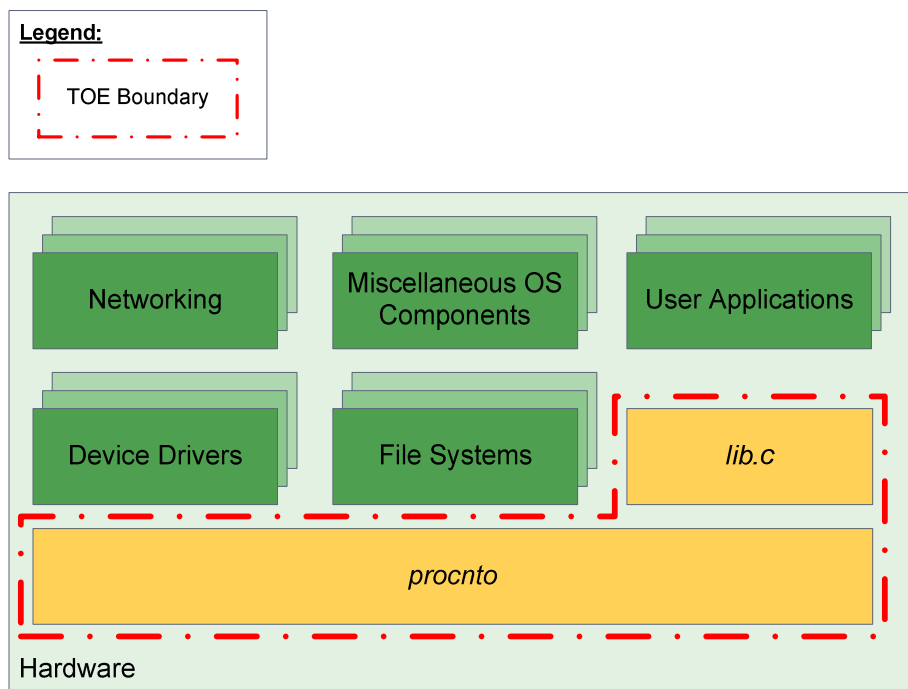 Legend:
TOE Boundary
Networking
Miscellaneous OS
Components
User Applications
Device Drivers
File Systems
lib.c
procnto
Hardware